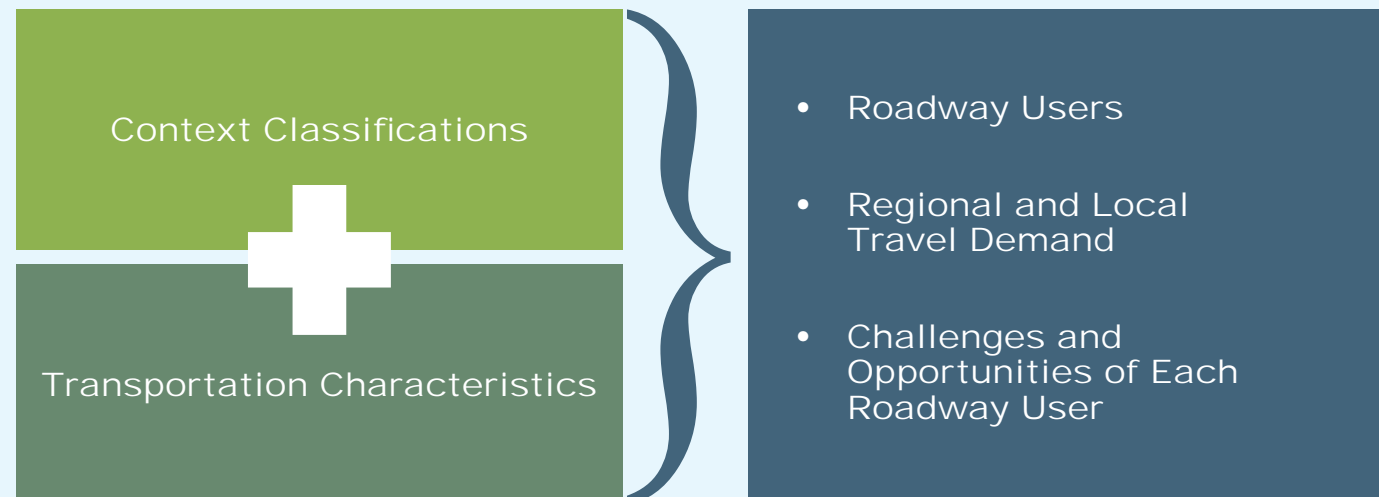 Context Classifications
Transportation Characteristics
• Roadway Users
• Regional and Local
Travel Demand
• Challenges and
Opportunities of Each
Roadway User